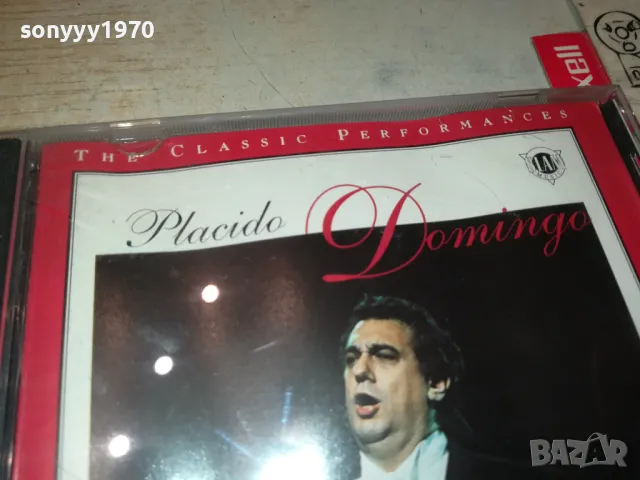 sonyyy1970
xell
THE CLASSIC PERFORMANCES
Placido Domingo
BAZAR